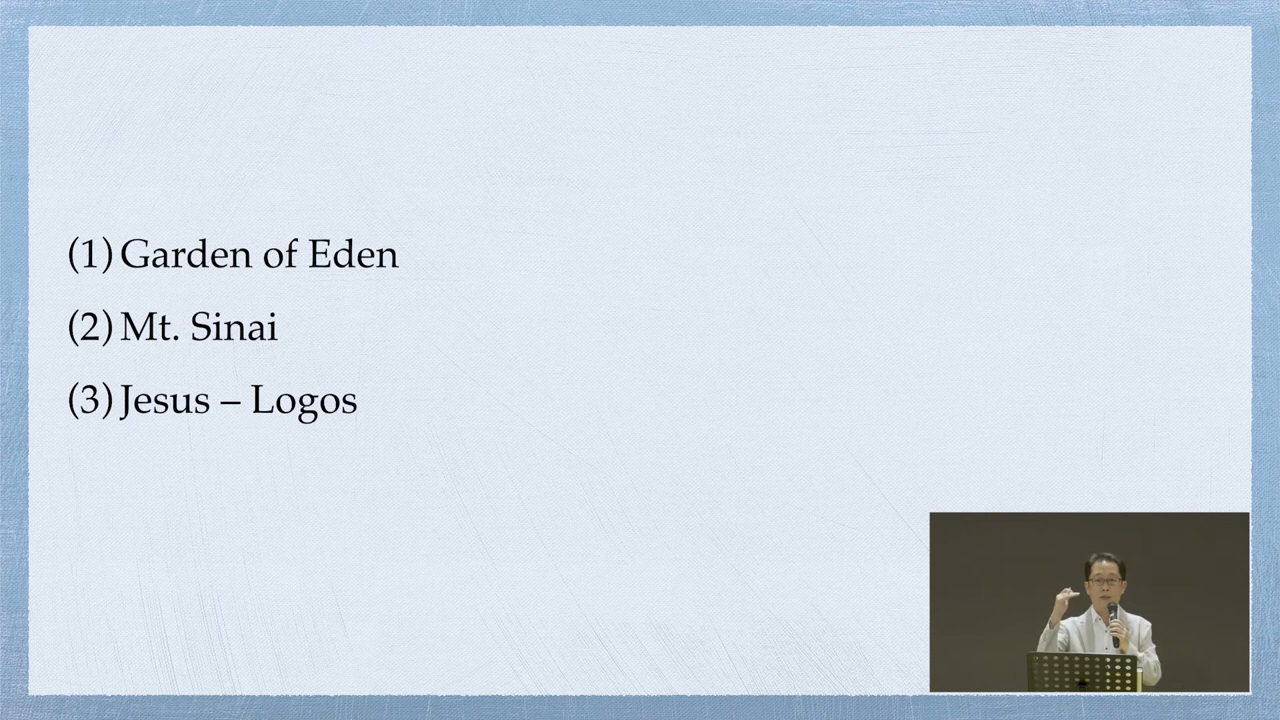 (1) Garden of Eden
(2) Mt. Sinai
(3) Jesus – Logos